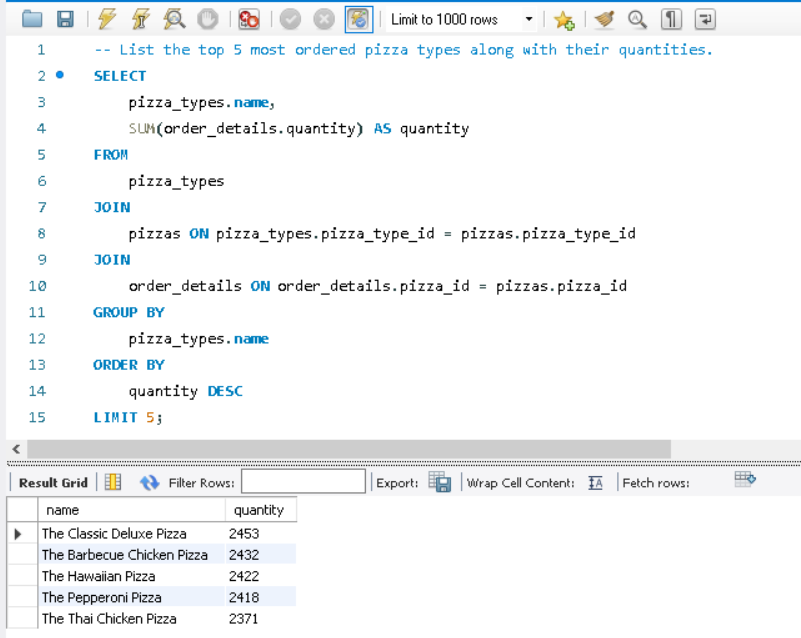 Limit to 1000 rows
1 -- List the top 5 most ordered pizza types along with their quantities.
2 SELECT
3 pizza_types.name,
4 SUM(order_details.quantity) AS quantity
5 FROM
6 pizza_types
7 JOIN
8 pizzas ON pizza_types.pizza_type_id = pizzas.pizza_type_id
9 JOIN
10 order_details ON order_details.pizza_id = pizzas.pizza_id
11 GROUP BY
12 pizza_types.name
13 ORDER BY
14 quantity DESC
15 LIMIT 5;
Result Grid Filter Rows: Export: Wrap Cell Content: IA Fetch rows:
name quantity
The Classic Deluxe Pizza 2453
The Barbecue Chicken Pizza 2432
The Hawaiian Pizza 2422
The Pepperoni Pizza 2418
The Thai Chicken Pizza 2371